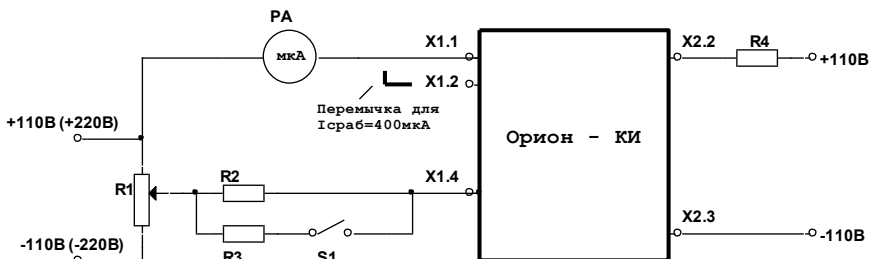 PA
мкА
X1.1
X1.2
Перемычка для
Iсраб=400мкА
+110В (+220В)
R1
R2
X1.4
R3
S1
-110В (-220В)
Орион - КИ
X2.2
R4
+110В
X2.3
-110В